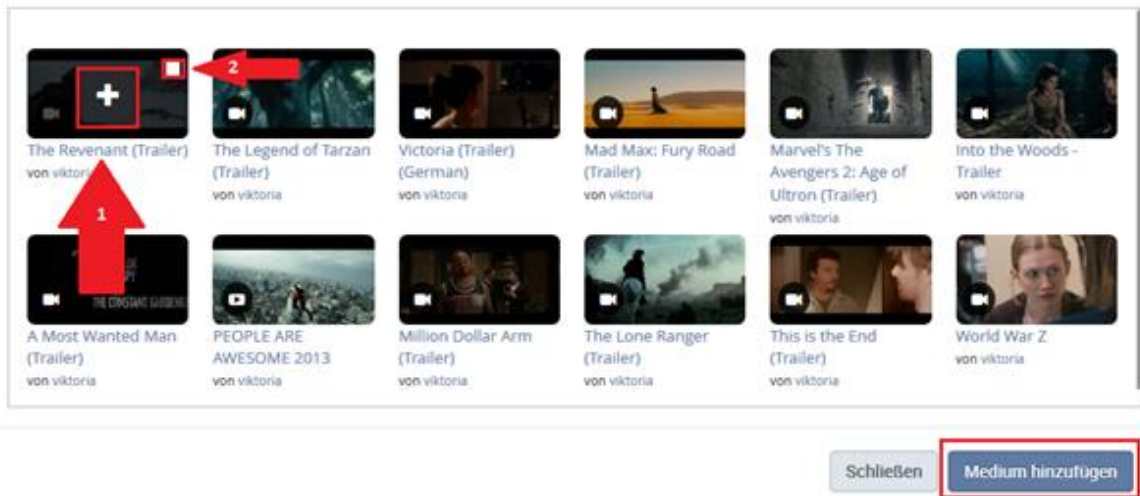 2
The Revenant (Trailer)
The Legend of Tarzan
Victoria (Trailer)
Mad Max: Fury Road
Marvel's The
Into the Woods -
(Trailer)
(German)
(Trailer)
Avengers 2: Age of
Trailer
von viktoria
von viktoria
von viktoria
von viktoria
Ultron (Trailer)
von viktoria
von viktoria
1
THE CONSTANT GARDENE
A Most Wanted Man
PEOPLE ARE
Million Dollar Arm
The Lone Ranger
This is the End
World War Z
(Trailer)
AWESOME 2013
(Trailer)
(Trailer)
(Trailer)
von viktoria
von viktoria
von viktoria
von viktoria
von viktoria
von viktoria
Schließen
Medium hinzufügen